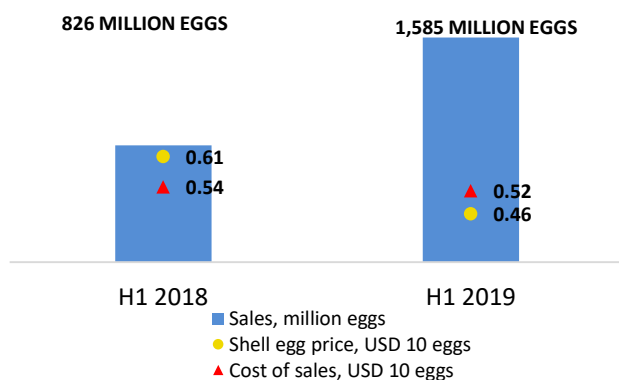 826 MILLION EGGS
1,585 MILLION EGGS
0.61
0.54
0.52
0.46
H1 2018
H1 2019
Sales, million eggs
Shell egg price, USD 10 eggs
Cost of sales, USD 10 eggs